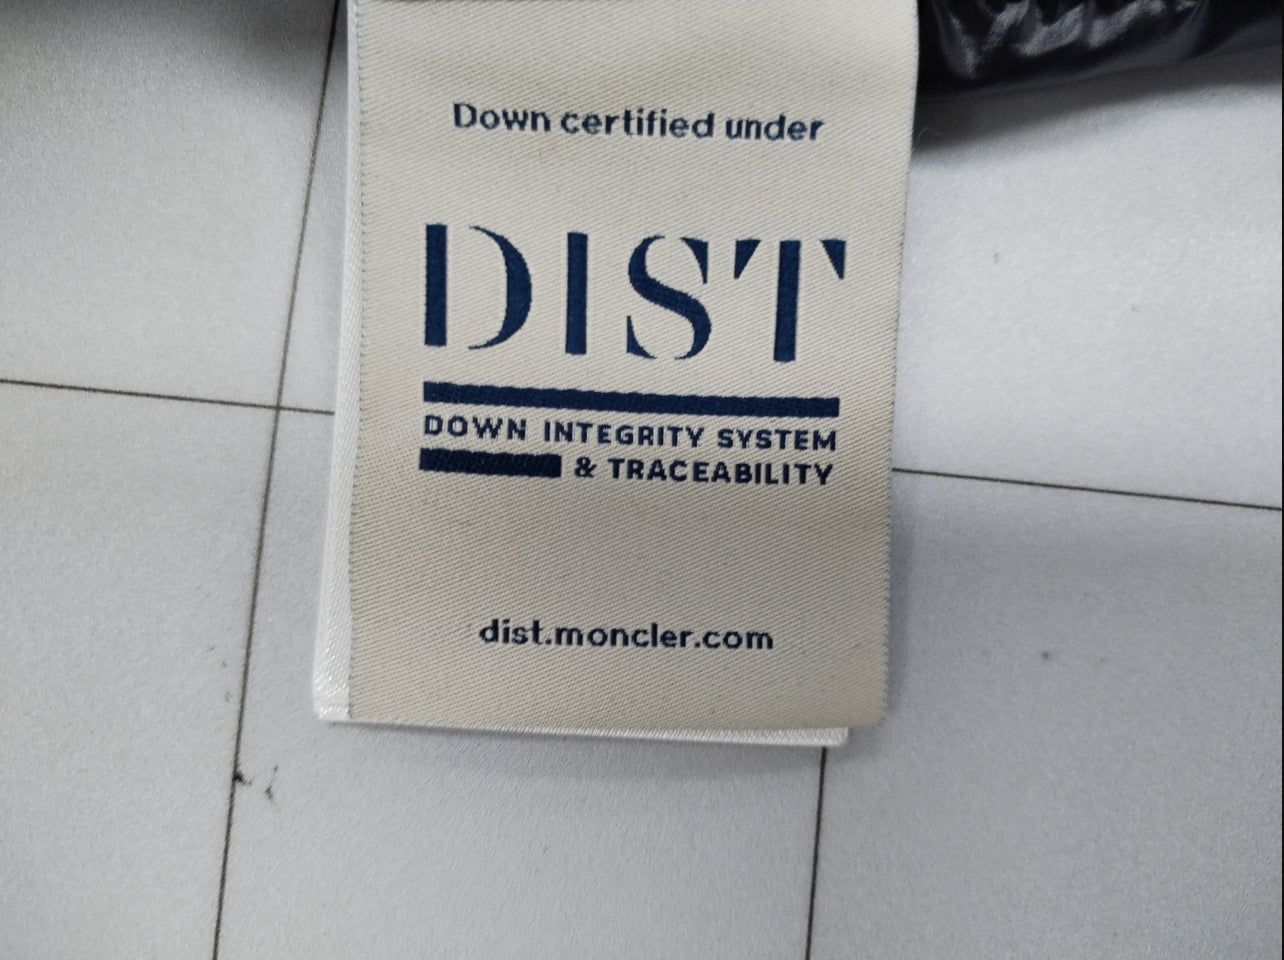 Down certified under
DIST
DOWN INTEGRITY SYSTEM
& TRACEABILITY
dist.moncler.com